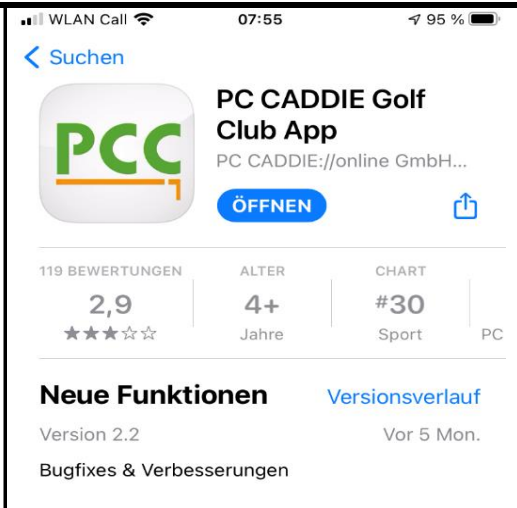 WLAN Call 07:55 95 %
Suchen
PCC
PC CADDIE Golf
Club App
PC CADDIE://online GmbH...
ÖFFNEN
119 BEWERTUNGEN ALTER CHART
2,9 4+ #30
★★★☆☆ Jahre Sport PC
Neue Funktionen Versionsverlauf
Version 2.2 Vor 5 Mon.
Bugfixes & Verbesserungen